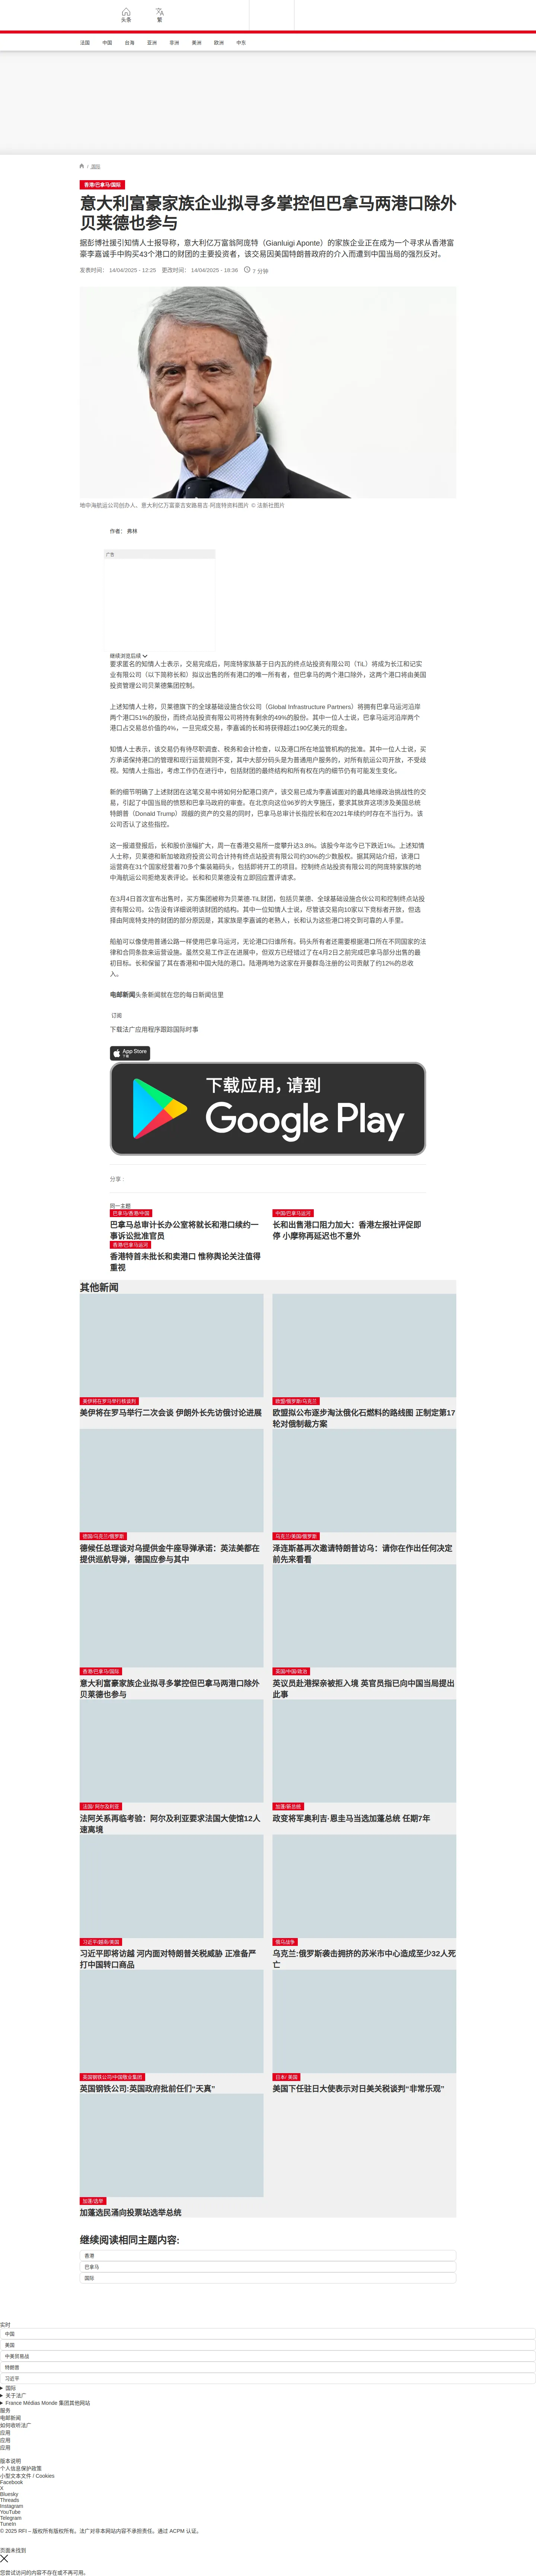 头条
繁
法国
中国
台海
亚洲
非洲
美洲
欧洲
中东
/ 国际
香港/巴拿马/国际
意大利富豪家族企业拟寻多掌控但巴拿马两港口除外
贝莱德也参与
据彭博社援引知情人士报导称，意大利亿万富翁阿庞特（Gianluigi Aponte）的家族企业正在成为一个寻求从香港富
豪李嘉诚手中购买43个港口的财团的主要投资者，该交易因美国特朗普政府的介入而遭到中国当局的强烈反对。
发表时间： 14/04/2025 - 12:25 更改时间： 14/04/2025 - 18:36 7 分钟
地中海航运公司创办人、意大利亿万富豪吉安路易吉·阿庞特资料图片 © 法新社图片
作者： 弗林
广告
继续浏览后续
要求匿名的知情人士表示，交易完成后，阿庞特家族基于日内瓦的终点站投资有限公司（TiL）将成为长江和记实
业有限公司（以下简称长和）拟议出售的所有港口的唯一所有者，但巴拿马的两个港口除外，这两个港口将由美国
投资管理公司贝莱德集团控制。
上述知情人士称，贝莱德旗下的全球基础设施合伙公司（Global Infrastructure Partners）将拥有巴拿马运河沿岸
两个港口51%的股份，而终点站投资有限公司将持有剩余的49%的股份。其中一位人士说，巴拿马运河沿岸两个
港口占交易总价值的4%，一旦完成交易，李嘉诚的长和将获得超过190亿美元的现金。
知情人士表示，该交易仍有待尽职调查、税务和会计检查，以及港口所在地监管机构的批准。其中一位人士说，买
方承诺保持港口的管理和现行运营规则不变，其中大部分码头是为普通用户服务的，对所有航运公司开放，不受歧
视。知情人士指出，考虑工作仍在进行中，包括财团的最终结构和所有权在内的细节仍有可能发生变化。
新的细节明确了上述财团在这笔交易中将如何分配港口资产，该交易已成为李嘉诚面对的最具地缘政治挑战性的交
易，引起了中国当局的愤怒和巴拿马政府的审查。在北京向这位96岁的大亨施压，要求其放弃这项涉及美国总统
特朗普（Donald Trump）觊觎的资产的交易的同时，巴拿马总审计长指控长和在2021年续约时存在不当行为。该
公司否认了这些指控。
这一报道登报后，长和股价涨幅扩大，周一在香港交易所一度攀升达3.8%。该股今年迄今已下跌近1%。上述知情
人士称，贝莱德和新加坡政府投资公司合计持有终点站投资有限公司约30%的少数股权。据其网站介绍，该港口
运营商在31个国家经营着70多个集装箱码头，包括即将开工的项目。控制终点站投资有限公司的阿庞特家族的地
中海航运公司拒绝发表评论。长和和贝莱德没有立即回应置评请求。
在3月4日首次宣布出售时，买方集团被称为贝莱德-TiL财团，包括贝莱德、全球基础设施合伙公司和控制终点站投
资有限公司。公告没有详细说明该财团的结构。其中一位知情人士说，尽管该交易向10家以下竞标者开放，但选
择由阿庞特支持的财团的部分原因是，其家族是李嘉诚的老熟人，长和认为这些港口将交到可靠的人手里。
船舶可以像使用普通公路一样使用巴拿马运河，无论港口归谁所有。码头所有者还需要根据港口所在不同国家的法
律和合同条款来运营设施。虽然交易工作正在进展中，但双方已经错过了在4月2日之前完成巴拿马部分出售的最
初目标。长和保留了其在香港和中国大陆的港口。陆港两地为这家在开曼群岛注册的公司贡献了约12%的总收
入。
电邮新闻头条新闻就在您的每日新闻信里
订阅
下载法广应用程序跟踪国际时事
App Store
下载
下载应用，请到
Google Play
分享 :
同一主题
巴拿马/香港/中国
巴拿马总审计长办公室将就长和港口续约一
事诉讼批准官员
中国/巴拿马运河
长和出售港口阻力加大：香港左报社评促即
停 小摩称再延迟也不意外
香港/巴拿马运河
香港特首未批长和卖港口 惟称舆论关注值得
重视
其他新闻
美伊将在罗马举行核谈判
美伊将在罗马举行二次会谈 伊朗外长先访俄讨论进展
欧盟/俄罗斯/乌克兰
欧盟拟公布逐步淘汰俄化石燃料的路线图 正制定第17
轮对俄制裁方案
德国/乌克兰/俄罗斯
德候任总理谈对乌提供金牛座导弹承诺：英法美都在
提供巡航导弹，德国应参与其中
乌克兰/美国/俄罗斯
泽连斯基再次邀请特朗普访乌：请你在作出任何决定
前先来看看
香港/巴拿马/国际
意大利富豪家族企业拟寻多掌控但巴拿马两港口除外
贝莱德也参与
英国/中国/政治
英议员赴港探亲被拒入境 英官员指已向中国当局提出
此事
法国/ 阿尔及利亚
法阿关系再临考验：阿尔及利亚要求法国大使馆12人
速离境
加蓬/新总统
政变将军奥利吉·恩圭马当选加蓬总统 任期7年
习近平/越南/美国
习近平即将访越 河内面对特朗普关税威胁 正准备严
打中国转口商品
俄乌战争
乌克兰:俄罗斯袭击拥挤的苏米市中心造成至少32人死
亡
英国钢铁公司/中国敬业集团
英国钢铁公司:英国政府批前任们“天真”
日本/ 美国
美国下任驻日大使表示对日美关税谈判“非常乐观”
加蓬/选举
加蓬选民涌向投票站选举总统
继续阅读相同主题内容:
香港
巴拿马
国际
实时
中国
美国
中美贸易战
特朗普
习近平
国际
关于法广
France Médias Monde 集团其他网站
服务
电邮新闻
如何收听法广
应用
应用
应用
版本说明
个人信息保护政策
小型文本文件 / Cookies
Facebook
X
Bluesky
Threads
Instagram
YouTube
Telegram
TuneIn
© 2025 RFI – 版权所有版权所有。法广对非本网站内容不承担责任。通过 ACPM 认证。
页面未找到
您尝试访问的内容不存在或不再可用。